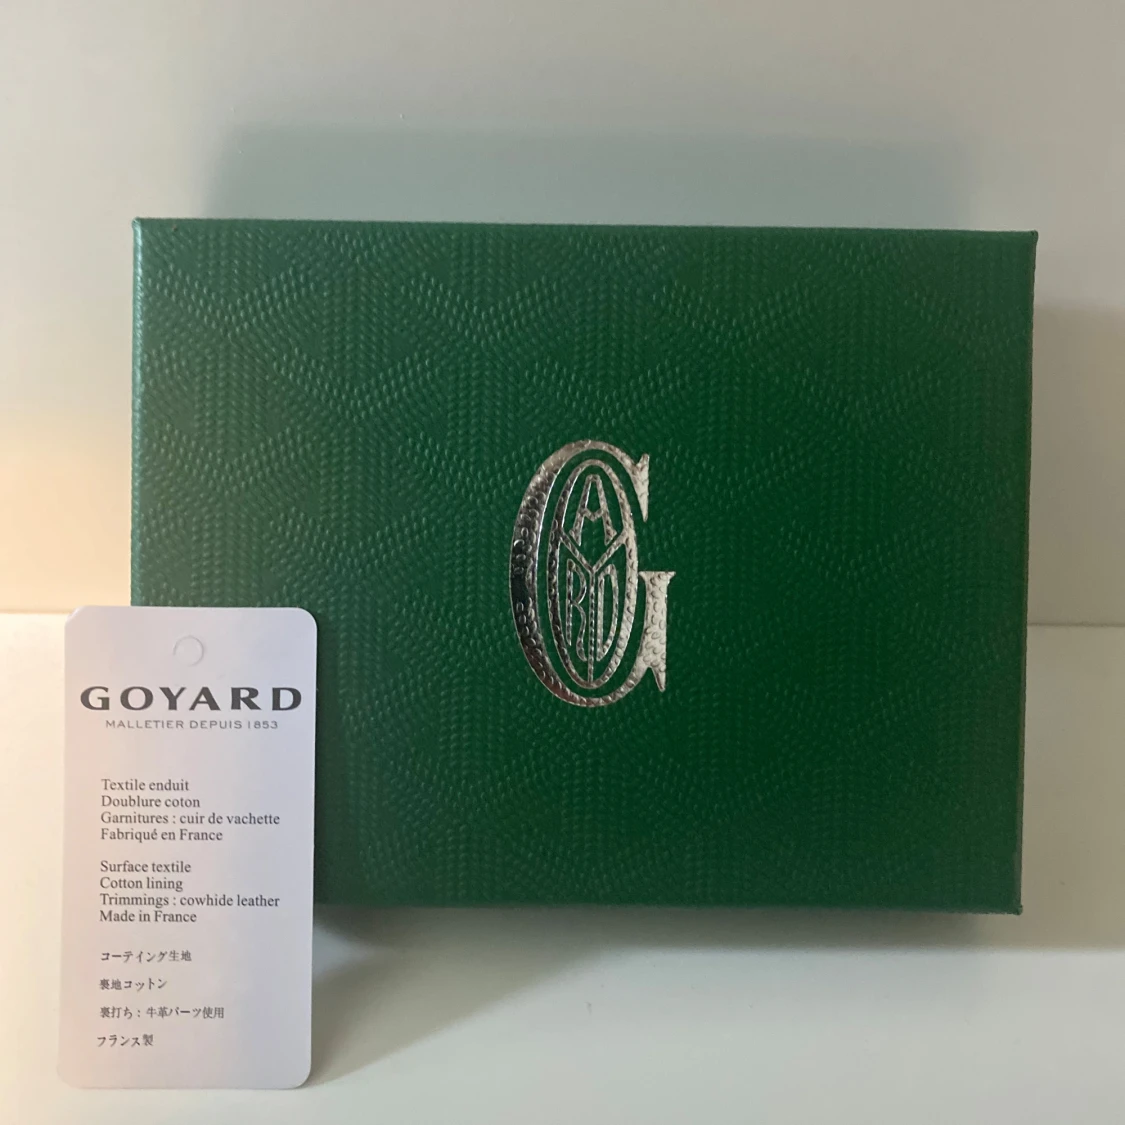 GOYARD
GOYARD
MALLETIER DEPUIS 1853
Textile enduit
Doublure coton
Garnitures : cuir de vachette
Fabriqué en France
Surface textile
Cotton lining
Trimmings : cowhide leather
Made in France
コーテイング生地
裏地コットン
裏打ち：牛革パーツ使用
フランス製